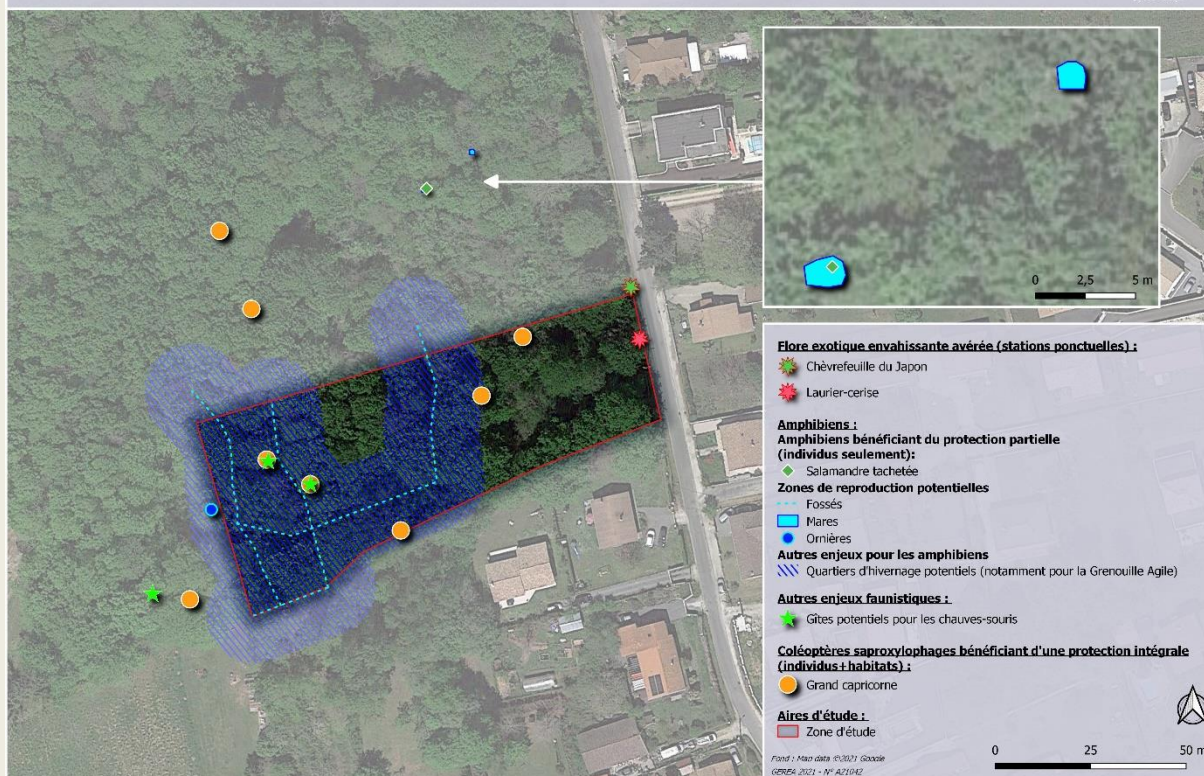 0 2,5 5 m
Flore exotique envahissante avérée (stations ponctuelles) :
Chèvrefeuille du Japon
Laurier-cerise
Amphibiens :
Amphibiens bénéficiant du protection partielle
(individus seulement):
Salamandre tachetée
Zones de reproduction potentielles
Fossés
Mares
Ornières
Autres enjeux pour les amphibiens
Quartiers d'hivernage potentiels (notamment pour la Grenouille Agile)
Autres enjeux faunistiques :
Gîtes potentiels pour les chauves-souris
Coléoptères saproxylophages bénéficiant d'une protection intégrale
(individus+habitats) :
Grand capricorne
Aires d'étude :
Zone d'étude
Fond : Map data ©2021 Google
GEREA 2021 - N° A21042
0 25 50 m